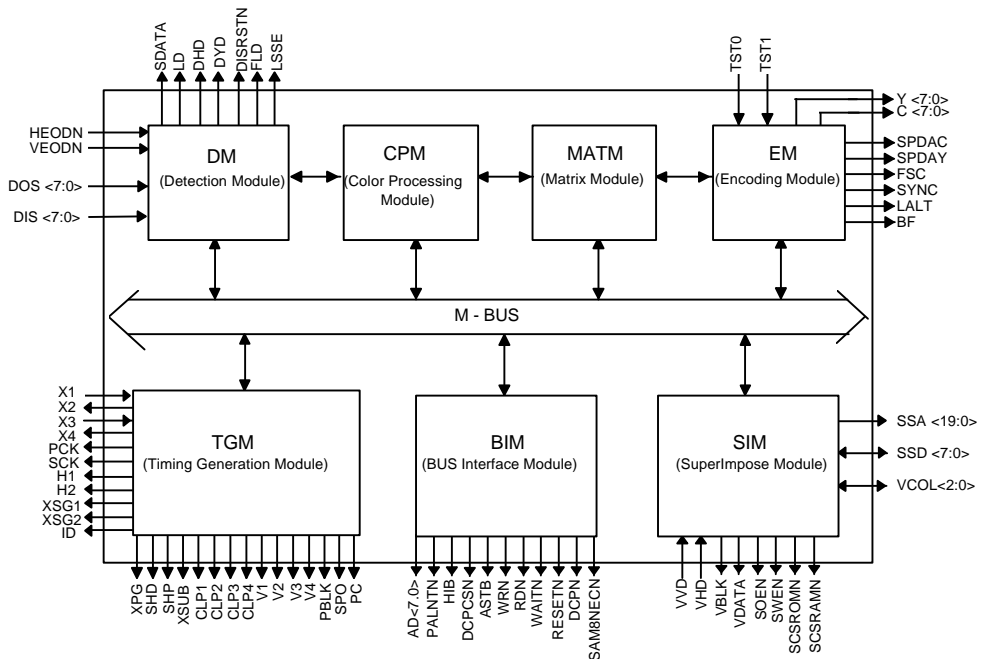 SDATA
LD
DHD
DYD
DISRSTN
FLD
LSSE
TST0
TST1
HEODN
VEODN
DOS <7:0>
DIS <7:0>
DM
(Detection Module)
CPM
(Color Processing
Module)
MATM
(Matrix Module)
EM
(Encoding Module)
Y <7:0>
C <7:0>
SPDAC
SPDAY
FSC
SYNC
LALT
BF
M - BUS
X1
X2
X3
X4
PCK
SCK
H1
H2
XSG1
XSG2
ID
TGM
(Timing Generation Module)
BIM
(BUS Interface Module)
SIM
(SuperImpose Module)
SSA <19:0>
SSD <7:0>
VCOL<2:0>
XPG
SHD
SHP
XSUB
CLP1
CLP2
CLP3
CLP4
V1
V2
V3
V4
PBLK
SPO
PC
AD<7.0>
PALNTN
HIB
DCPCSN
ASTB
WRN
RDN
WAITN
RESETN
DCPN
SAM8NECN
VVD
VHD
VBLK
VDATA
SOEN
SWEN
SCSROMN
SCSRAMN